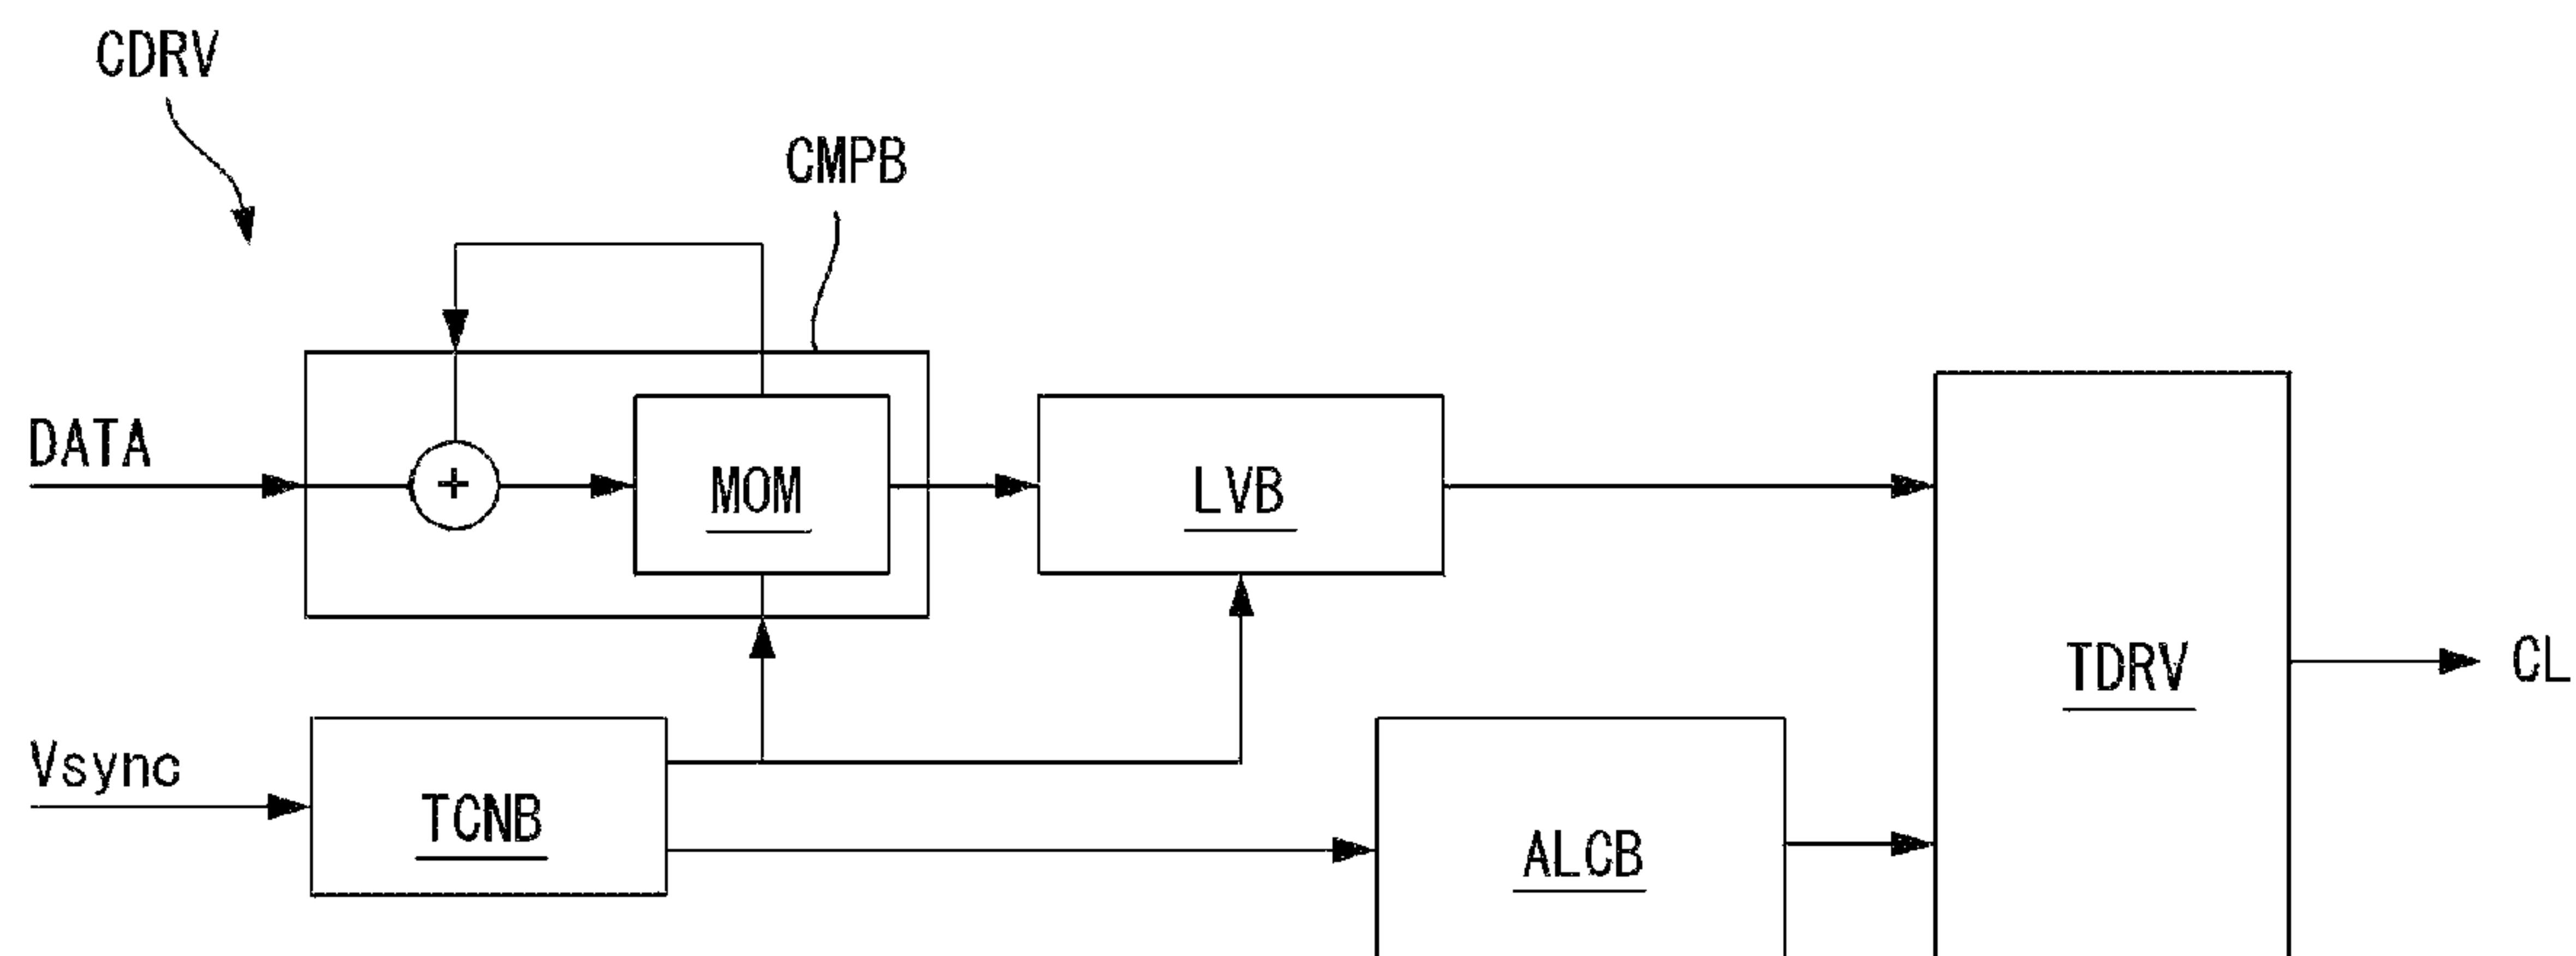 CDRV
CMPB
DATA
+
MOM
LVB
TDRV
CL
Vsync
TCNB
ALCB